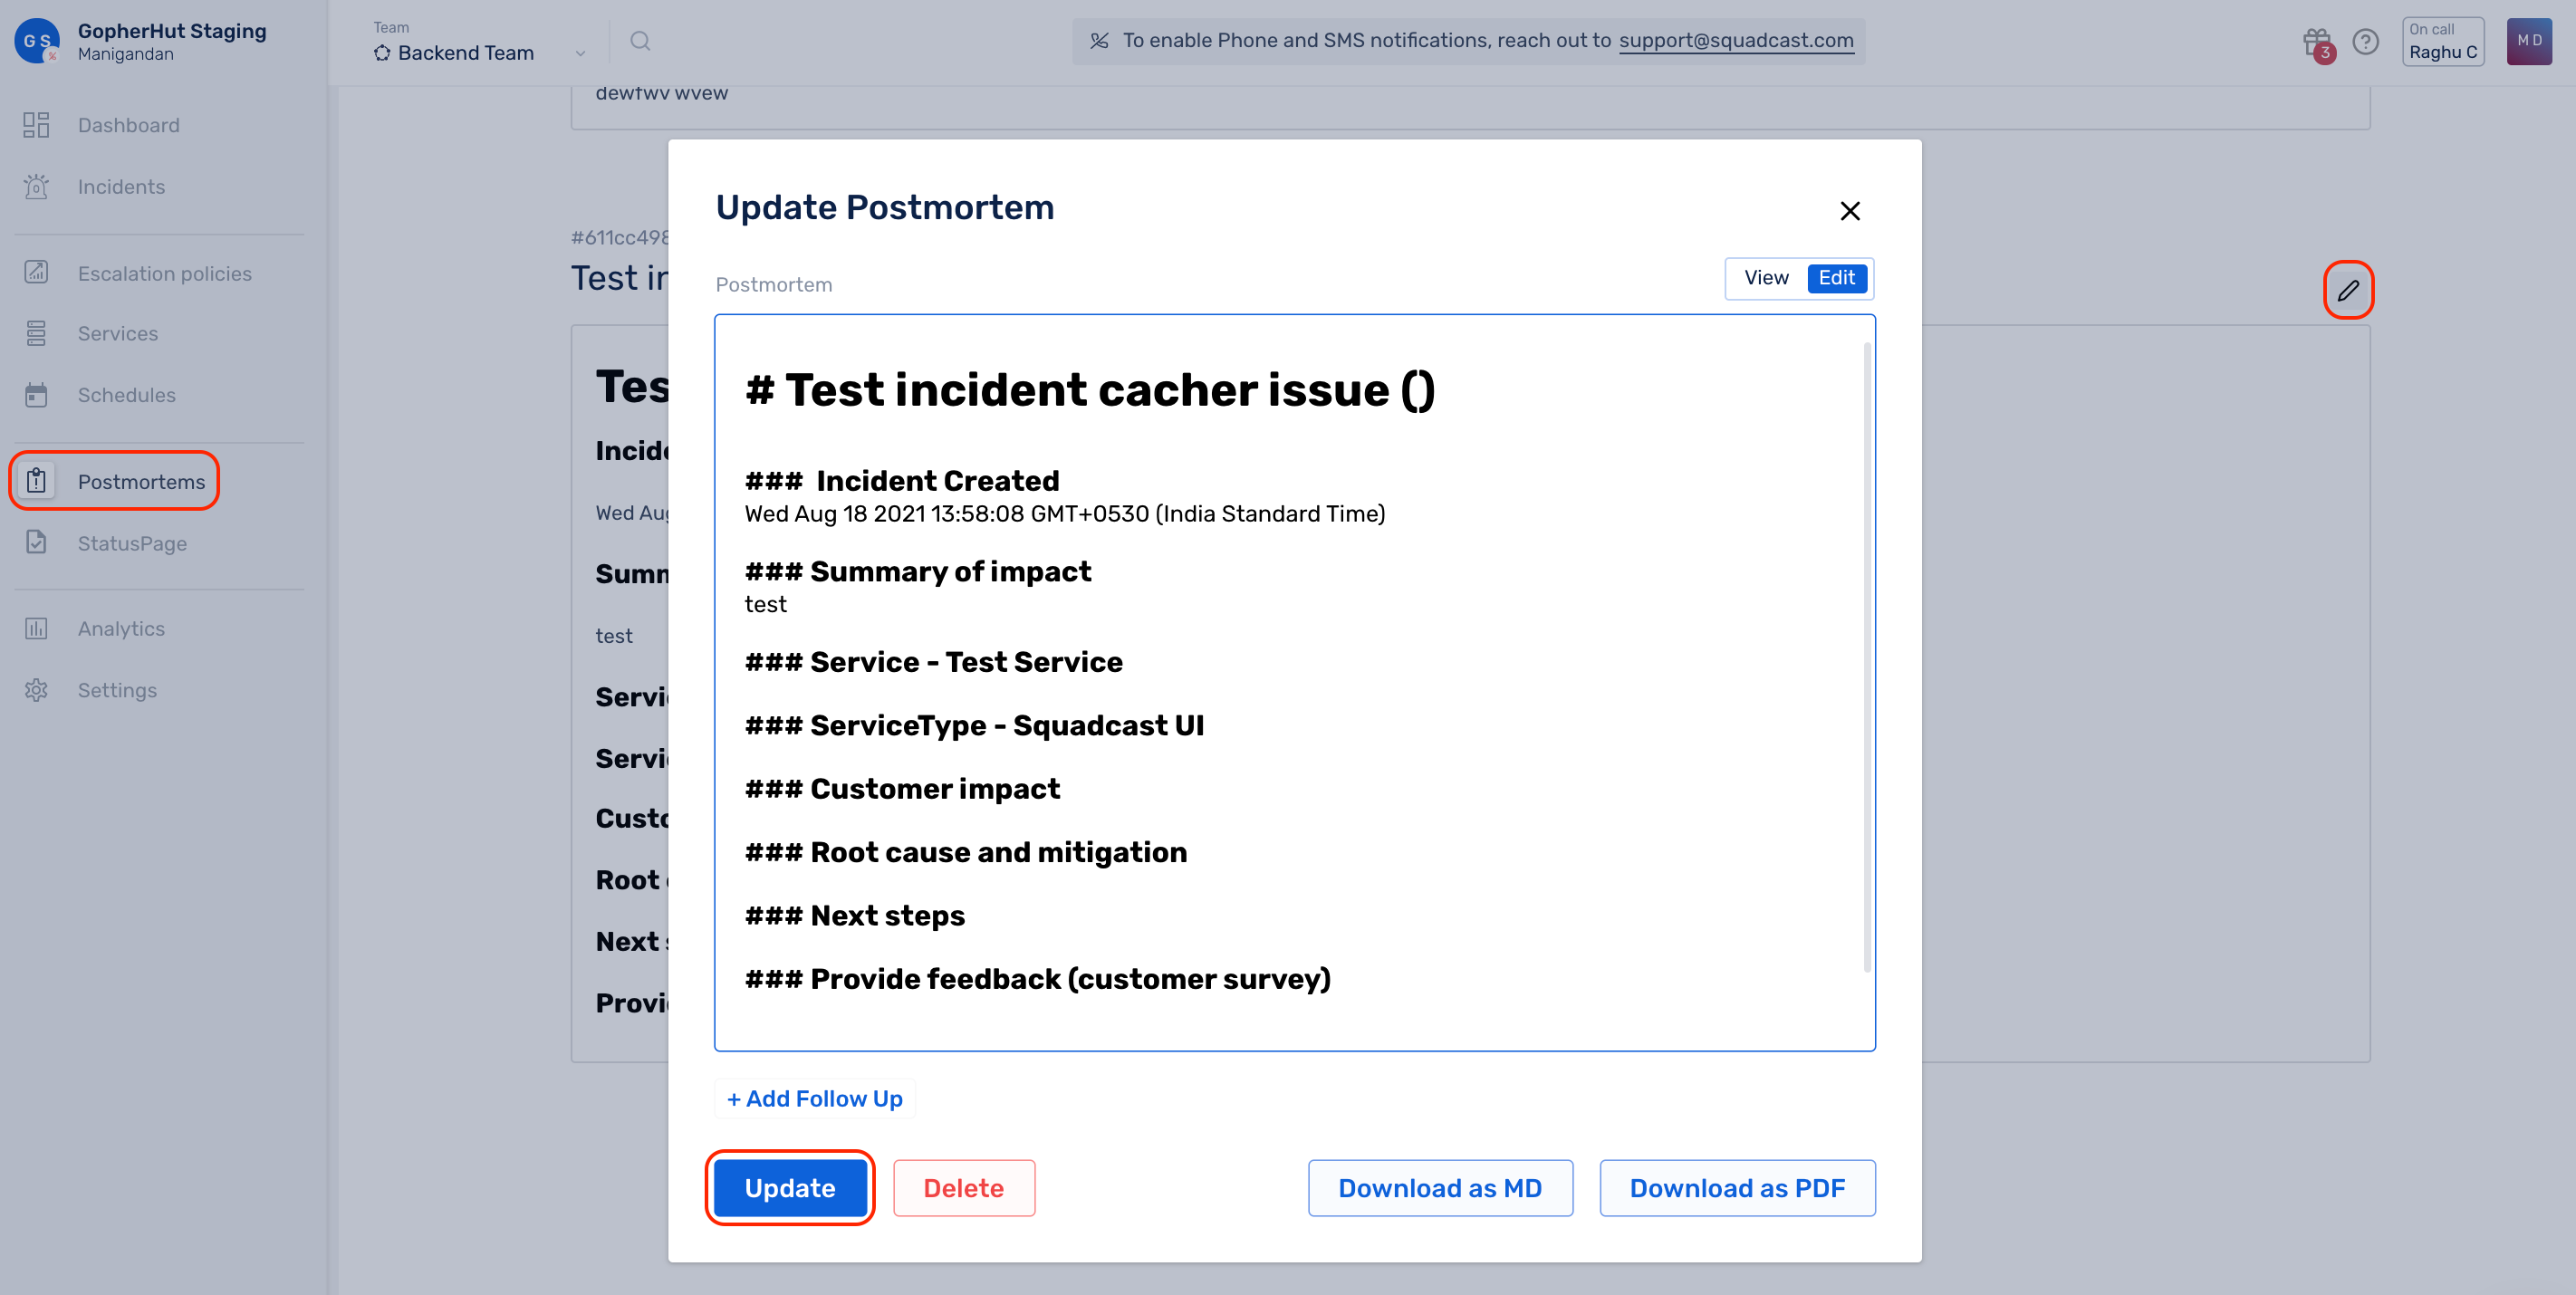 G S
GopherHut Staging
Manigandan
Team
Backend Team
To enable Phone and SMS notifications, reach out to support@squadcast.com
3
?
On call
Raghu C
M D
Dashboard
Incidents
Escalation policies
Services
Schedules
Postmortems
StatusPage
Analytics
Settings
dewfwv wvew
#611cc498
Test in
Tes
Incide
Wed Aug
Summ
test
Servi
Servi
Custo
Root
Next s
Provi
Update Postmortem
Postmortem
View Edit
# Test incident cacher issue ()
### Incident Created
Wed Aug 18 2021 13:58:08 GMT+0530 (India Standard Time)
### Summary of impact
test
### Service - Test Service
### ServiceType - Squadcast UI
### Customer impact
### Root cause and mitigation
### Next steps
### Provide feedback (customer survey)
+ Add Follow Up
Update Delete Download as MD Download as PDF